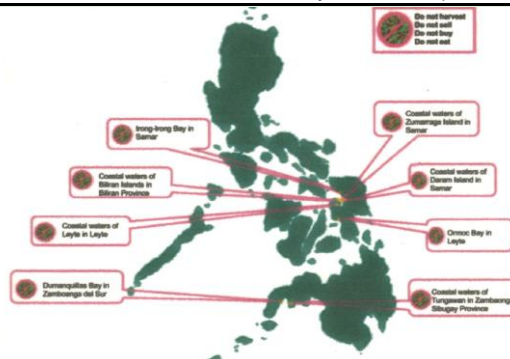 Do not harvest
Do not sell
Do not buy
Do not eat
Irong-Irong Bay in
Samar
Coastal waters of
Zumarraga Island in
Samar
Coastal waters of
Biliran Islands in
Biliran Province
Coastal waters of
Daram Island in
Samar
Coastal waters of
Leyte in Leyte
Ormoc Bay in
Leyte
Dumanquillas Bay in
Zamboanga del Sur
Coastal waters of
Tungawan in Zamboang
Sibugay Province